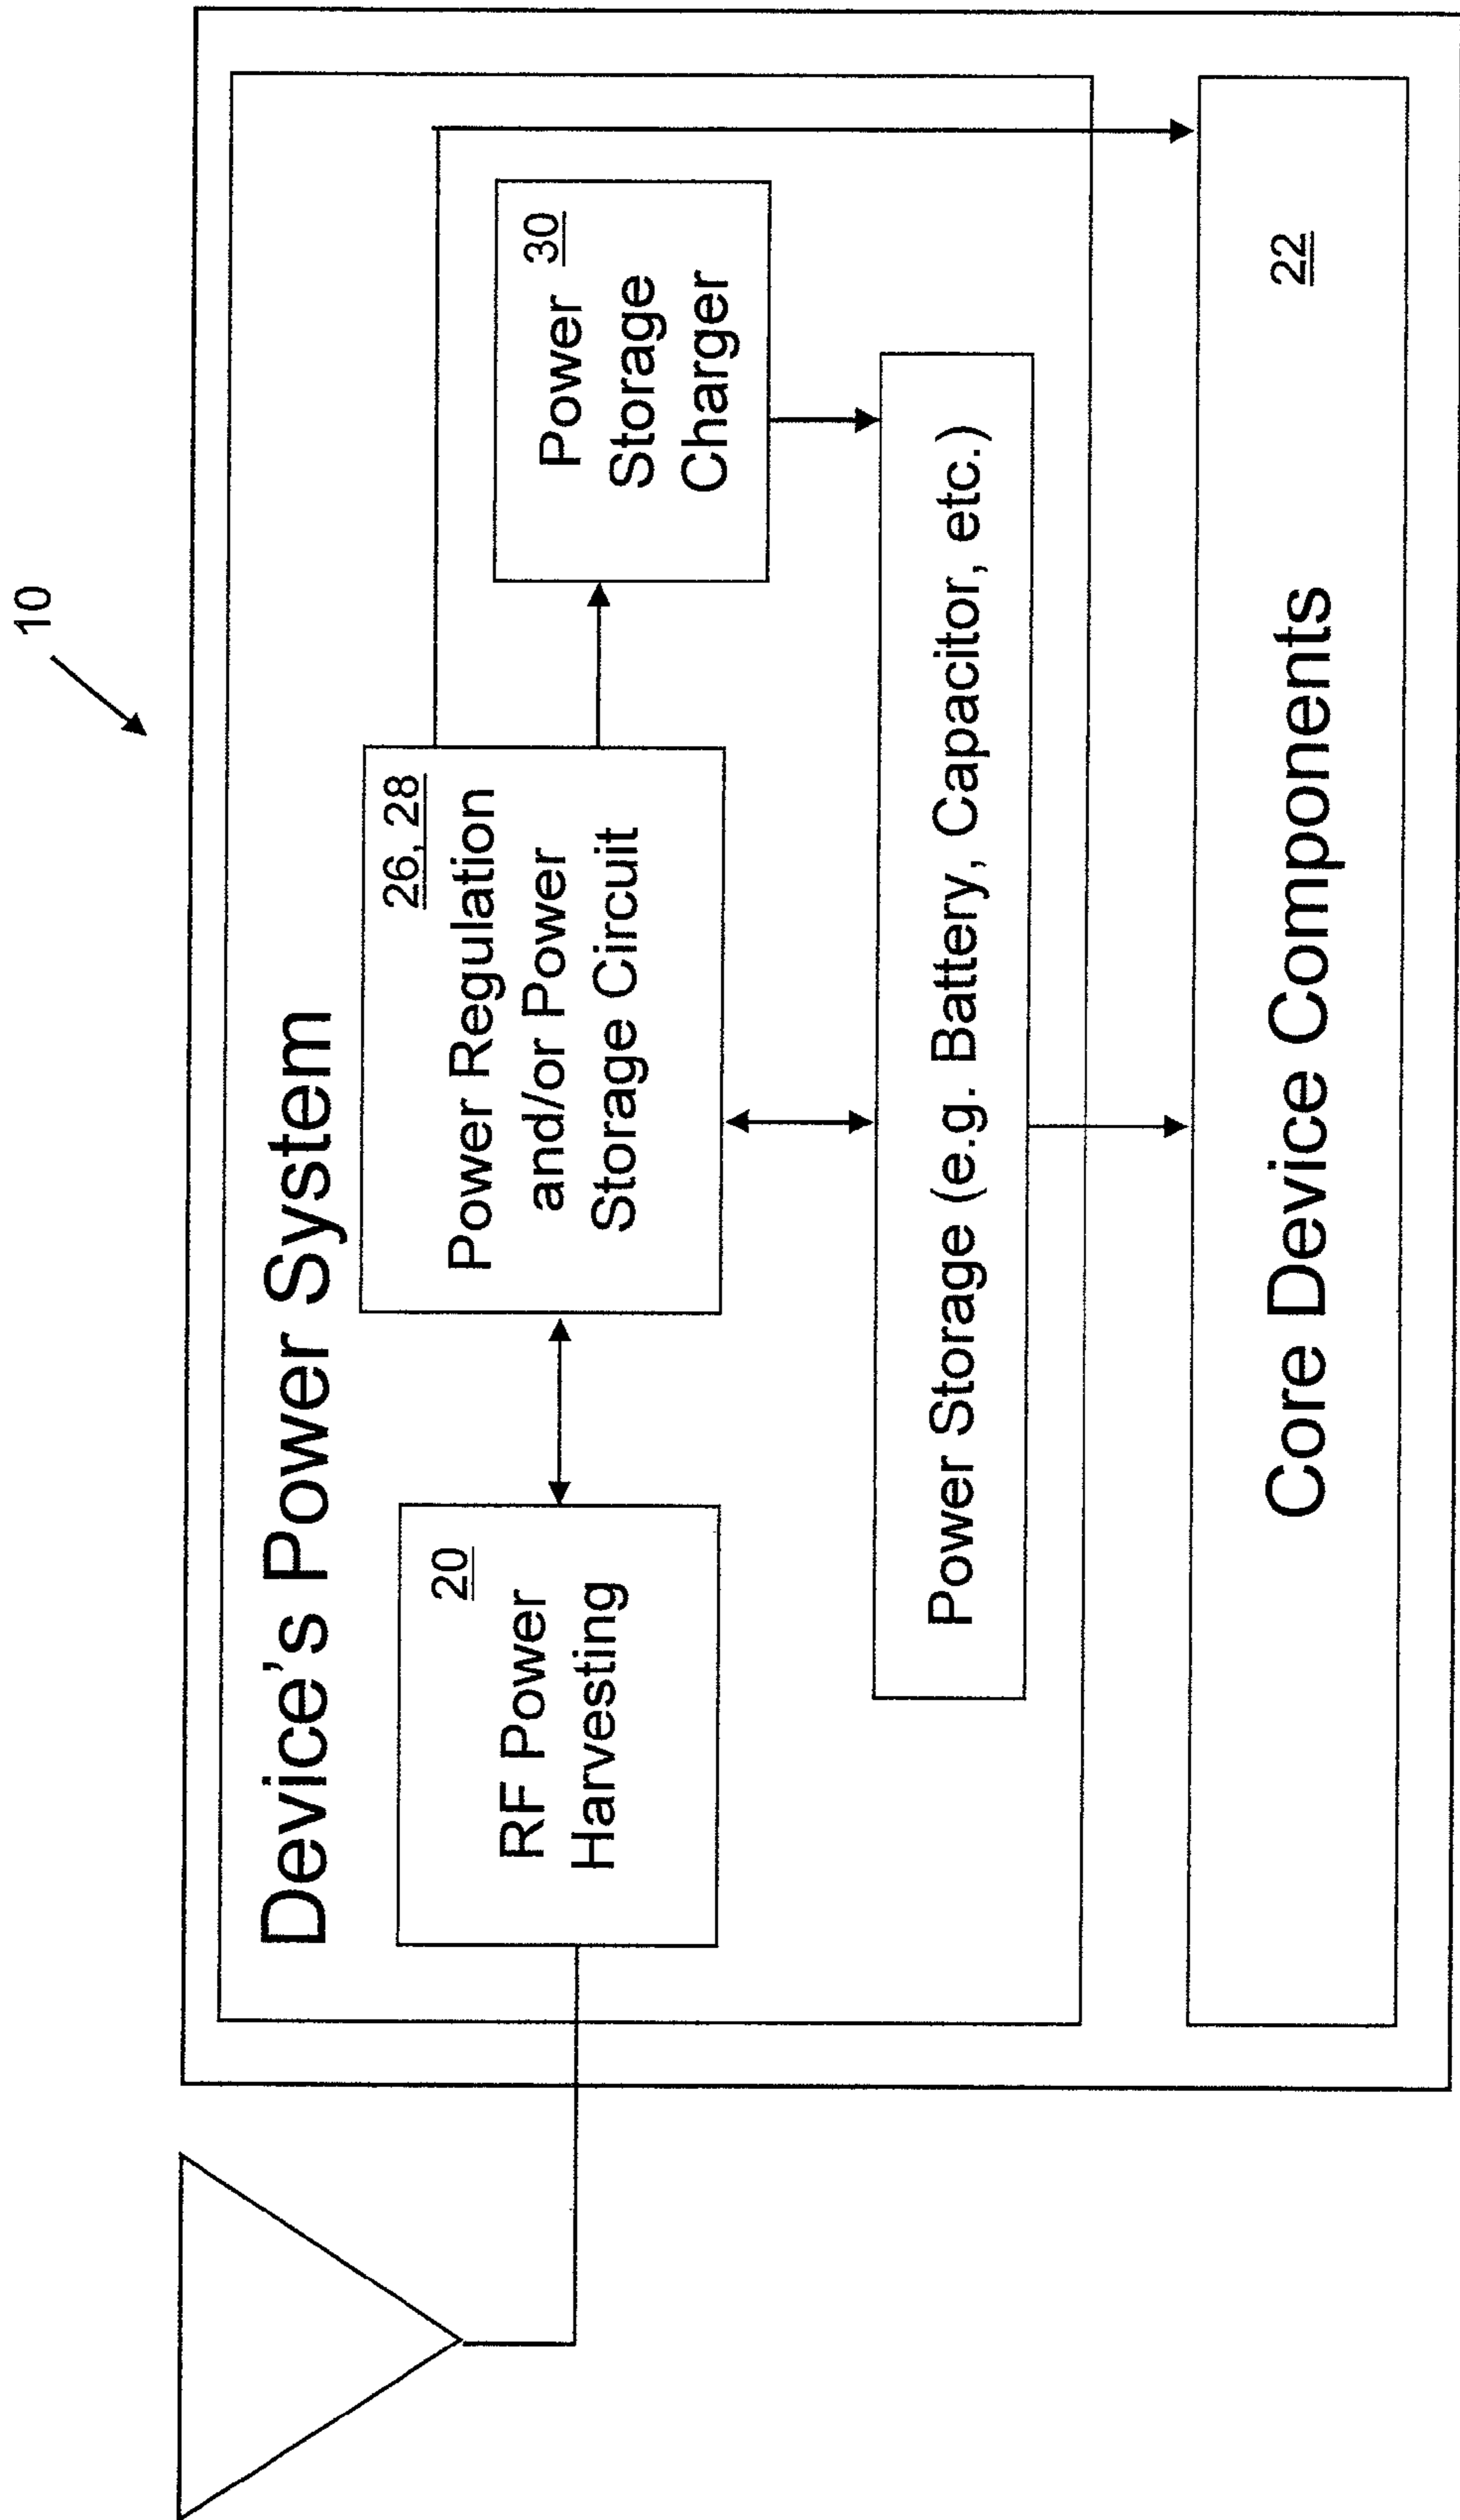 10
Device's Power System
20
RF Power
Harvesting
26, 28
Power Regulation
and/or Power
Storage Circuit
Power 30
Storage
Charger
Power Storage (e.g. Battery, Capacitor, etc.)
22
Core Device Components